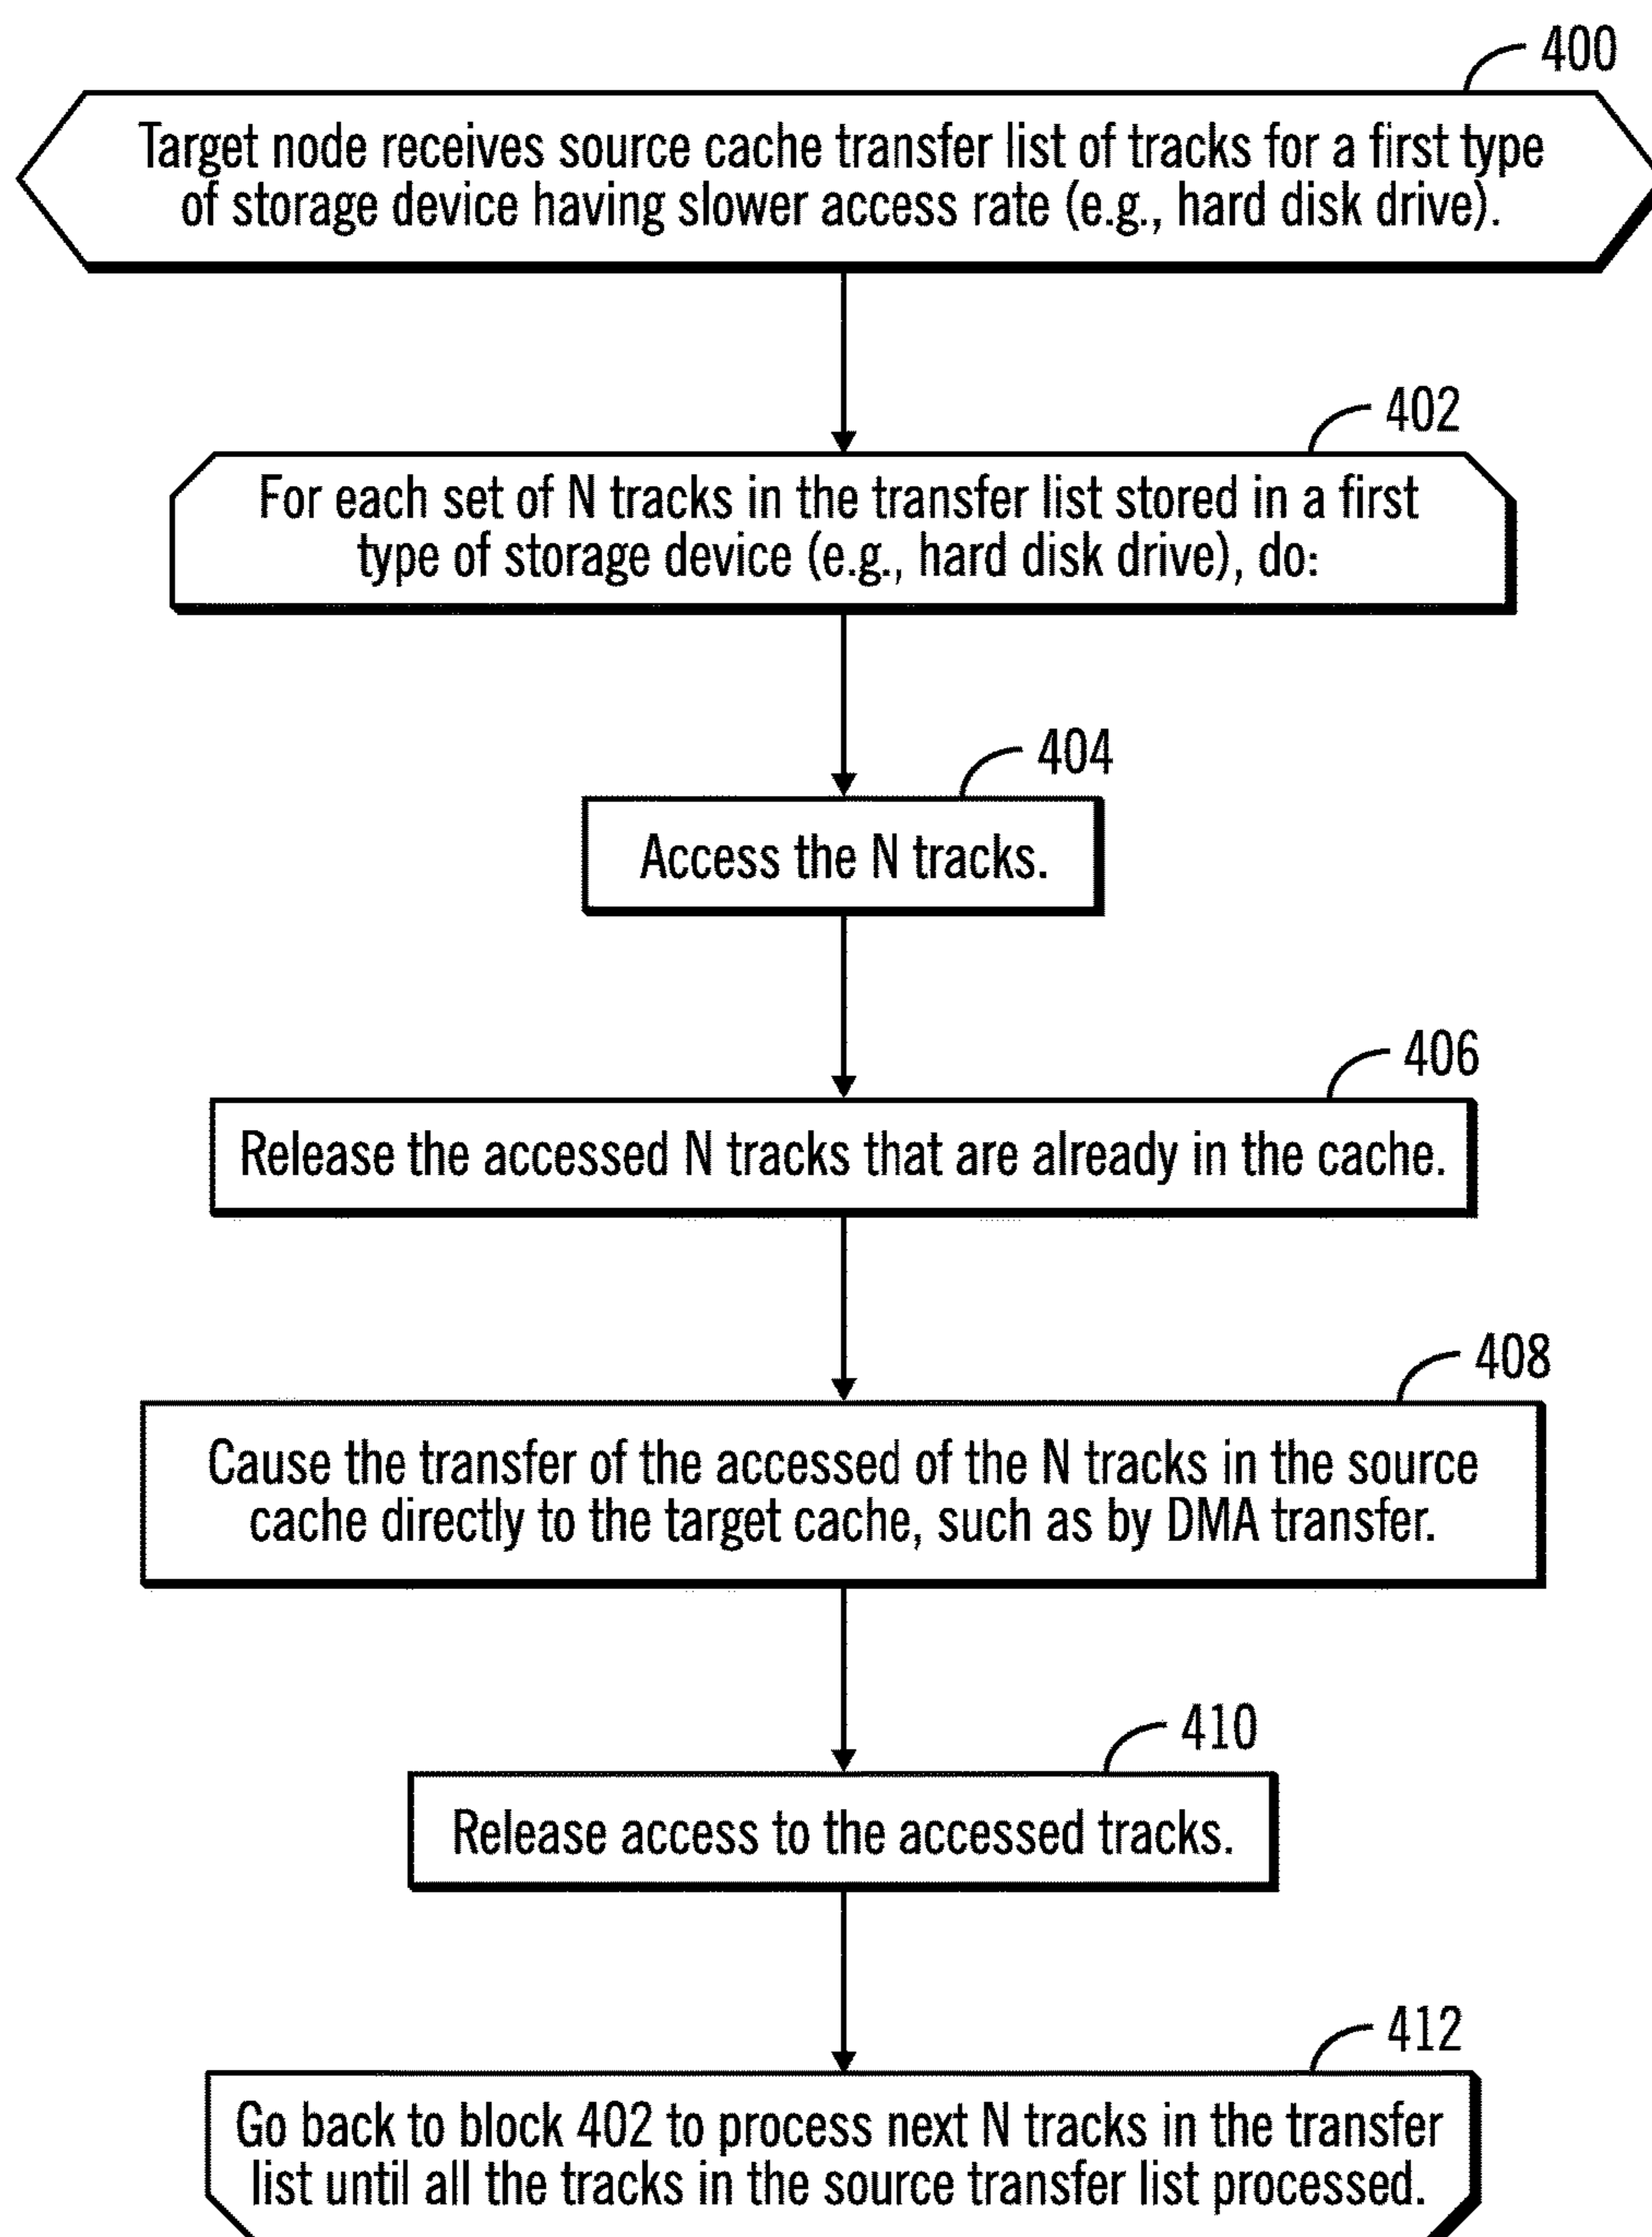 400
Target node receives source cache transfer list of tracks for a first type
of storage device having slower access rate (e.g., hard disk drive).
402
For each set of N tracks in the transfer list stored in a first
type of storage device (e.g., hard disk drive), do:
404
Access the N tracks.
406
Release the accessed N tracks that are already in the cache.
408
Cause the transfer of the accessed of the N tracks in the source
cache directly to the target cache, such as by DMA transfer.
410
Release access to the accessed tracks.
412
Go back to block 402 to process next N tracks in the transfer
list until all the tracks in the source transfer list processed.